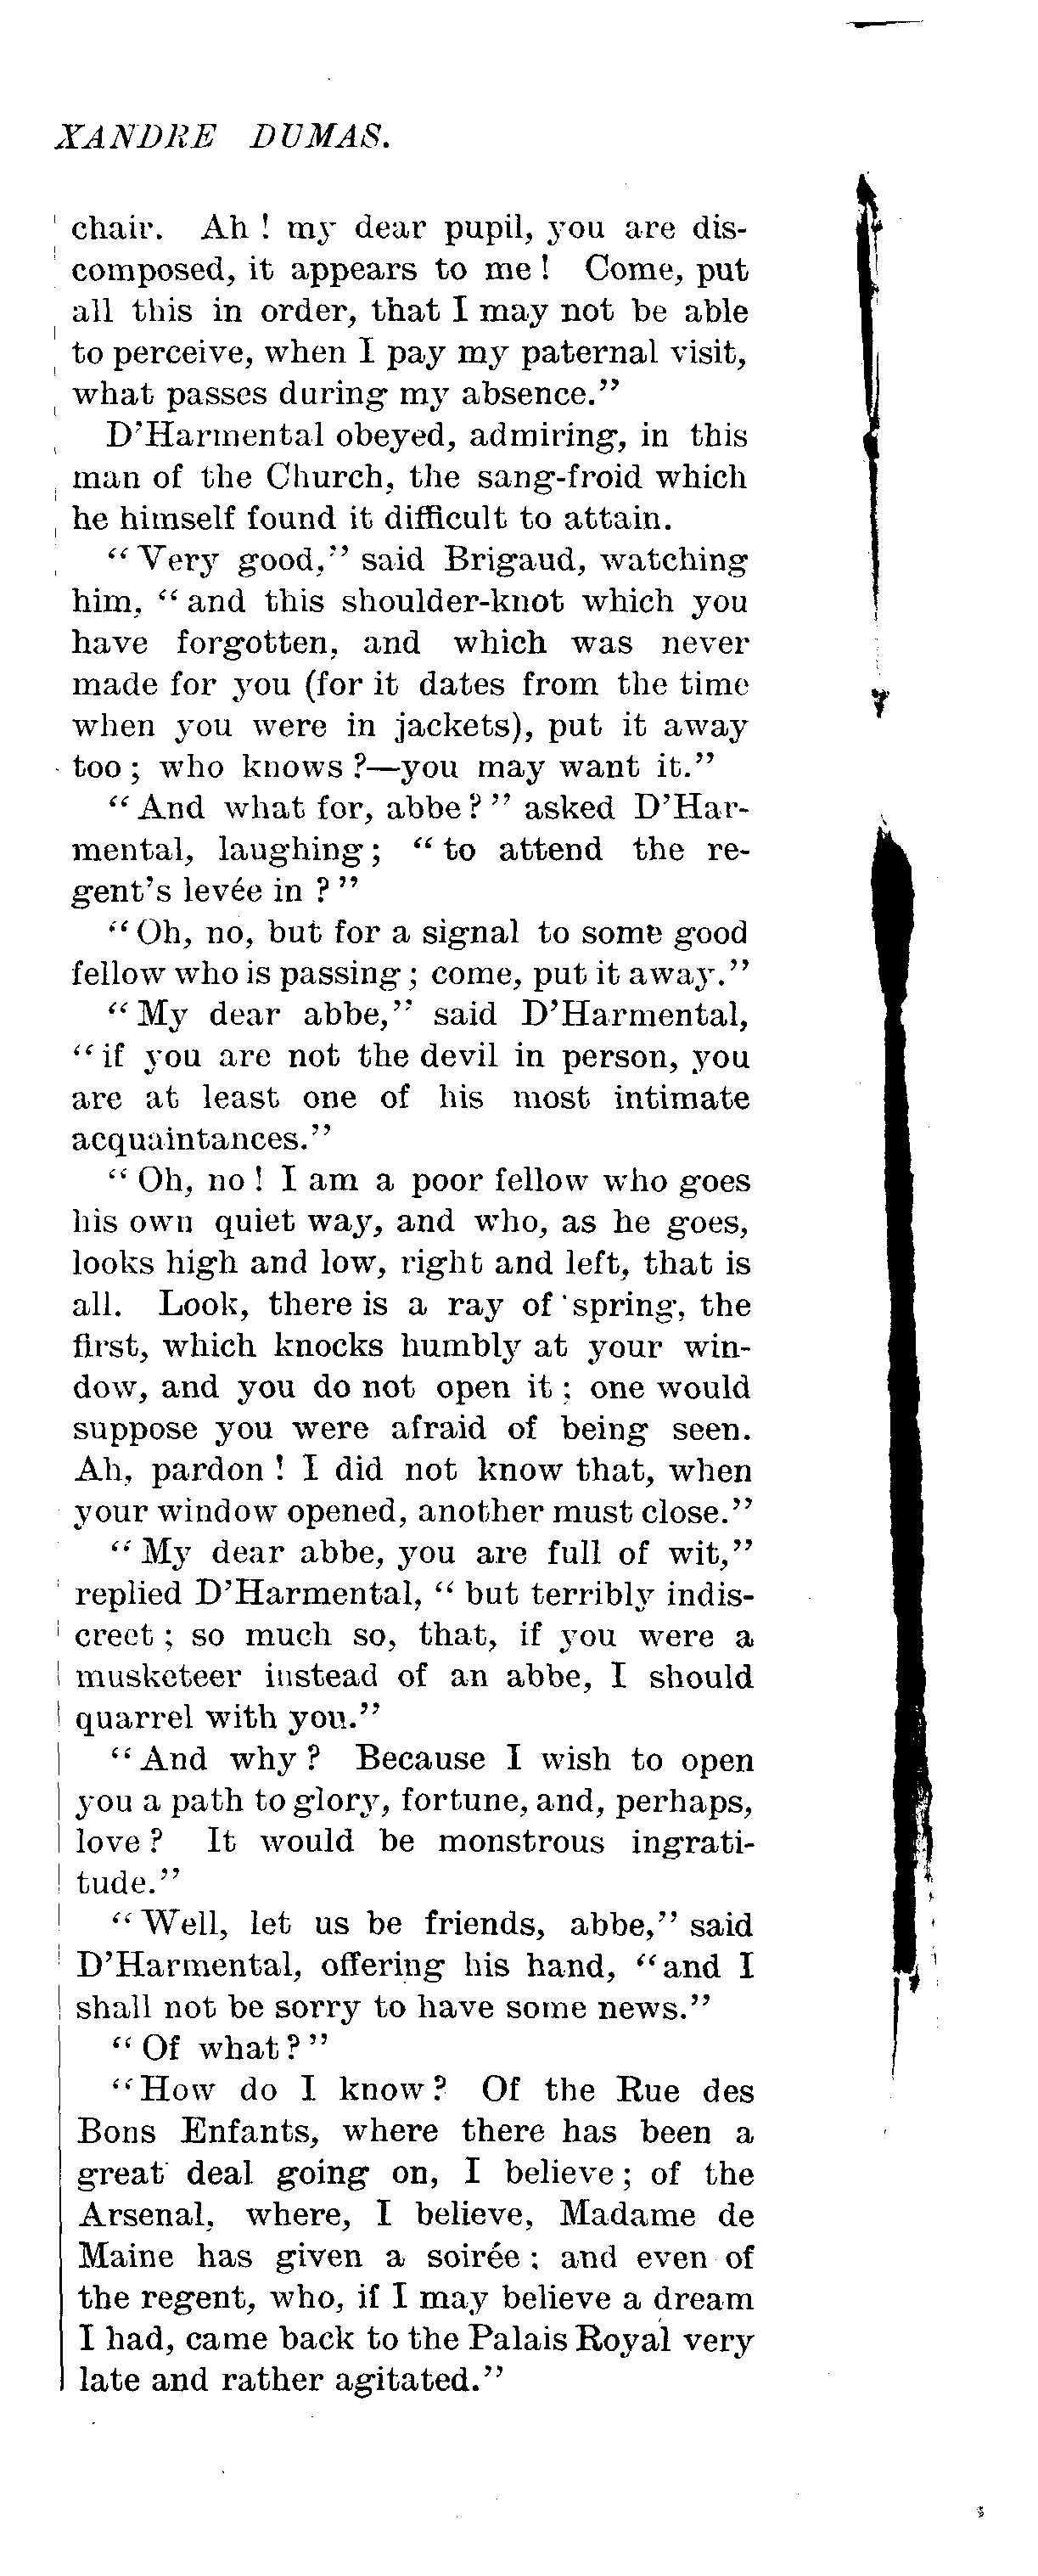 XANDRE DUMAS.
chair. Ah ! my dear pupil, you are dis-
composed, it appears to me ! Come, put
all this in order, that I may not be able
to perceive, when I pay my paternal visit,
what passes during my absence.”
D’Harmental obeyed, admiring, in this
man of the Church, the sang-froid which
he himself found it difficult to attain.
“ Very good,” said Brigaud, watching
him, “ and this shoulder-knot which you
have forgotten, and which was never
made for you (for it dates from the time
when you were in jackets), put it away
too ; who knows ?—you may want it.”
“ And what for, abbe ? ” asked D’Har-
mental, laughing ; “ to attend the re-
gent’s levée in ? ”
“ Oh, no, but for a signal to some good
fellow who is passing ; come, put it away.”
“ My dear abbe,” said D’Harmental,
“ if you are not the devil in person, you
are at least one of his most intimate
acquaintances.”
“ Oh, no ! I am a poor fellow who goes
his own quiet way, and who, as he goes,
looks high and low, right and left, that is
all. Look, there is a ray of spring, the
first, which knocks humbly at your win-
dow, and you do not open it ; one would
suppose you were afraid of being seen.
Ah, pardon ! I did not know that, when
your window opened, another must close.”
“ My dear abbe, you are full of wit,”
replied D’Harmental, “ but terribly indis-
creet ; so much so, that, if you were a
musketeer instead of an abbe, I should
quarrel with you.”
“ And why ? Because I wish to open
you a path to glory, fortune, and, perhaps,
love ? It would be monstrous ingrati-
tude.”
“ Well, let us be friends, abbe,” said
D’Harmental, offering his hand, “ and I
shall not be sorry to have some news.”
“ Of what ? ”
“ How do I know ? Of the Rue des
Bons Enfants, where there has been a
great deal going on, I believe ; of the
Arsenal, where, I believe, Madame de
Maine has given a soirée ; and even of
the regent, who, if I may believe a dream
I had, came back to the Palais Royal very
late and rather agitated.”